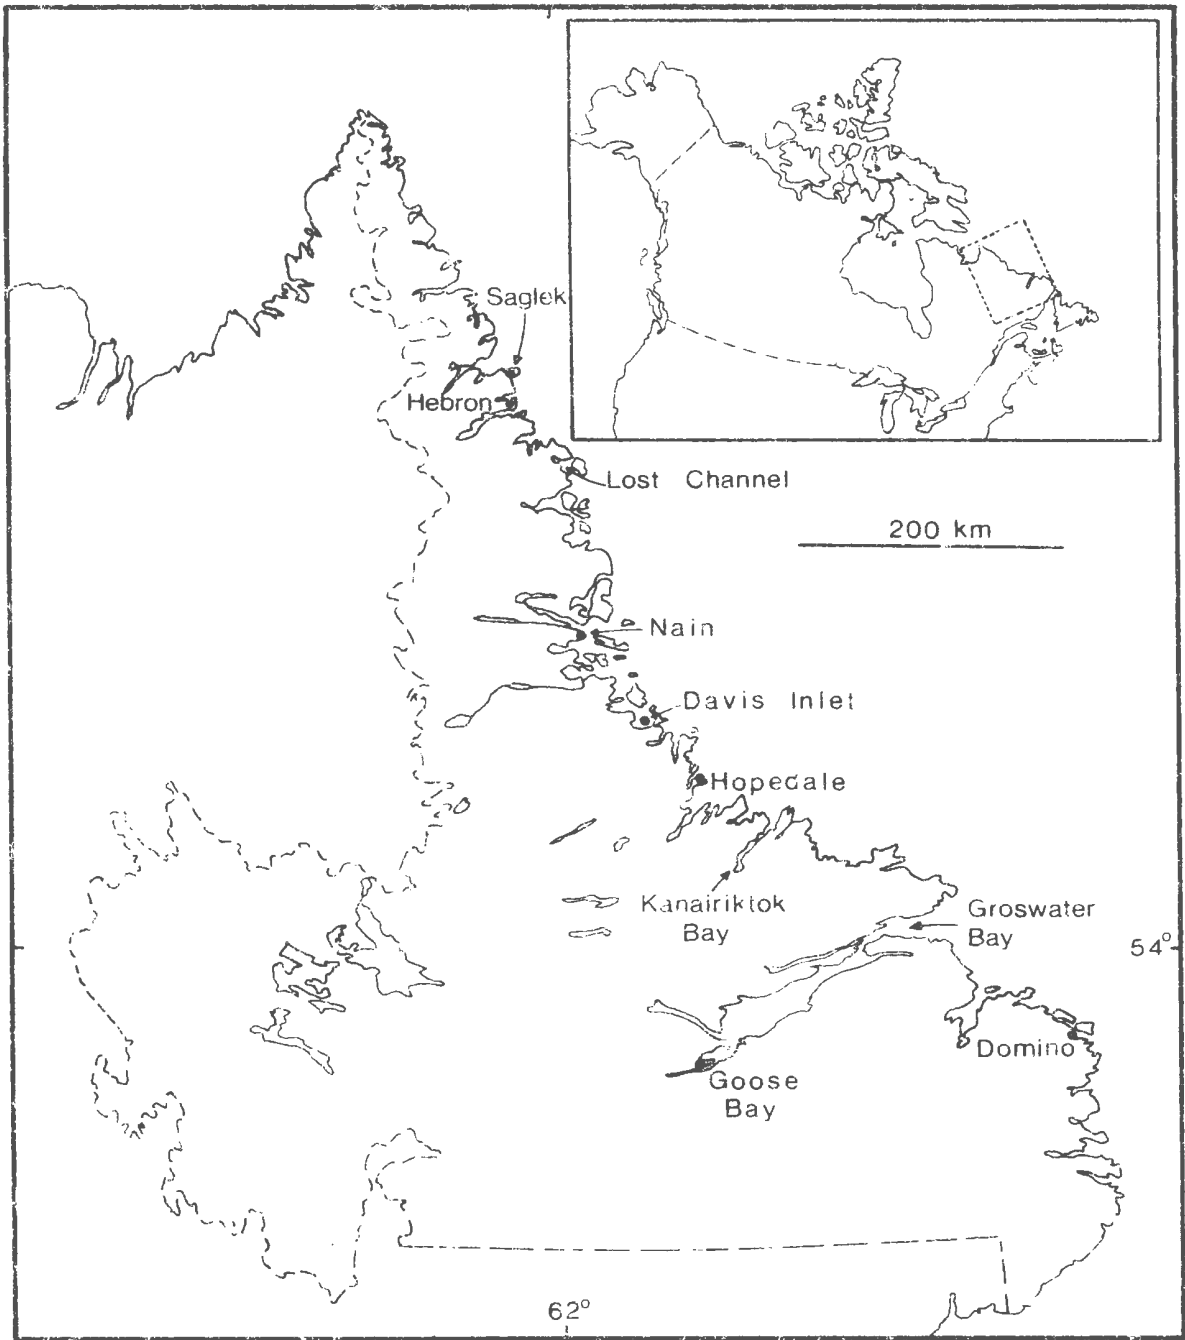 Saglek
Hebron
Lost Channel
200 km
Nain
Davis Inlet
Hopedale
Kanairiktok
Bay
Groswater
Bay
54°
Domino
Goose
Bay
62°